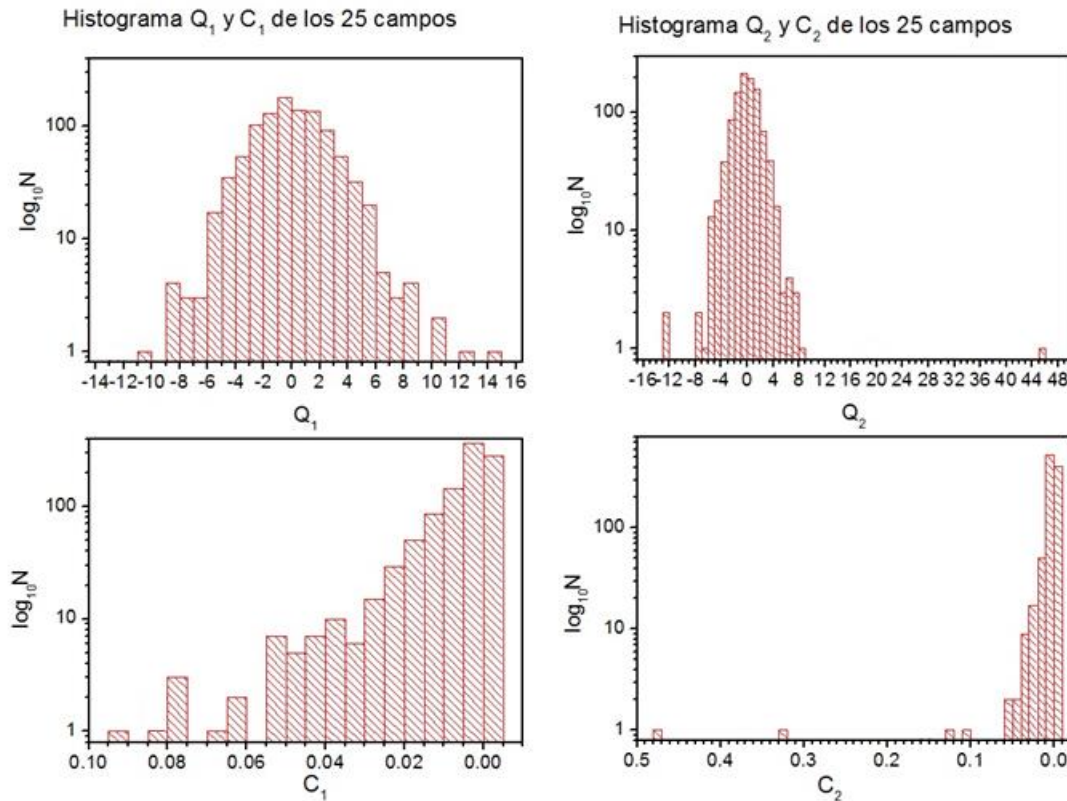 Histograma Q₁ y C₁ de los 25 campos
100
10
1
log₁₀N
-14 -12 -10 -8 -6 -4 -2 0 2 4 6 8 10 12 14 16
Q₁
Histograma Q₂ y C₂ de los 25 campos
100
10
1
log₁₀N
-16 -12 -8 -4 0 4 8 12 16 20 24 28 32 36 40 44 48
Q₂
100
10
1
log₁₀N
0.10 0.08 0.06 0.04 0.02 0.00
C₁
100
10
1
log₁₀N
0.5 0.4 0.3 0.2 0.1 0.0
C₂